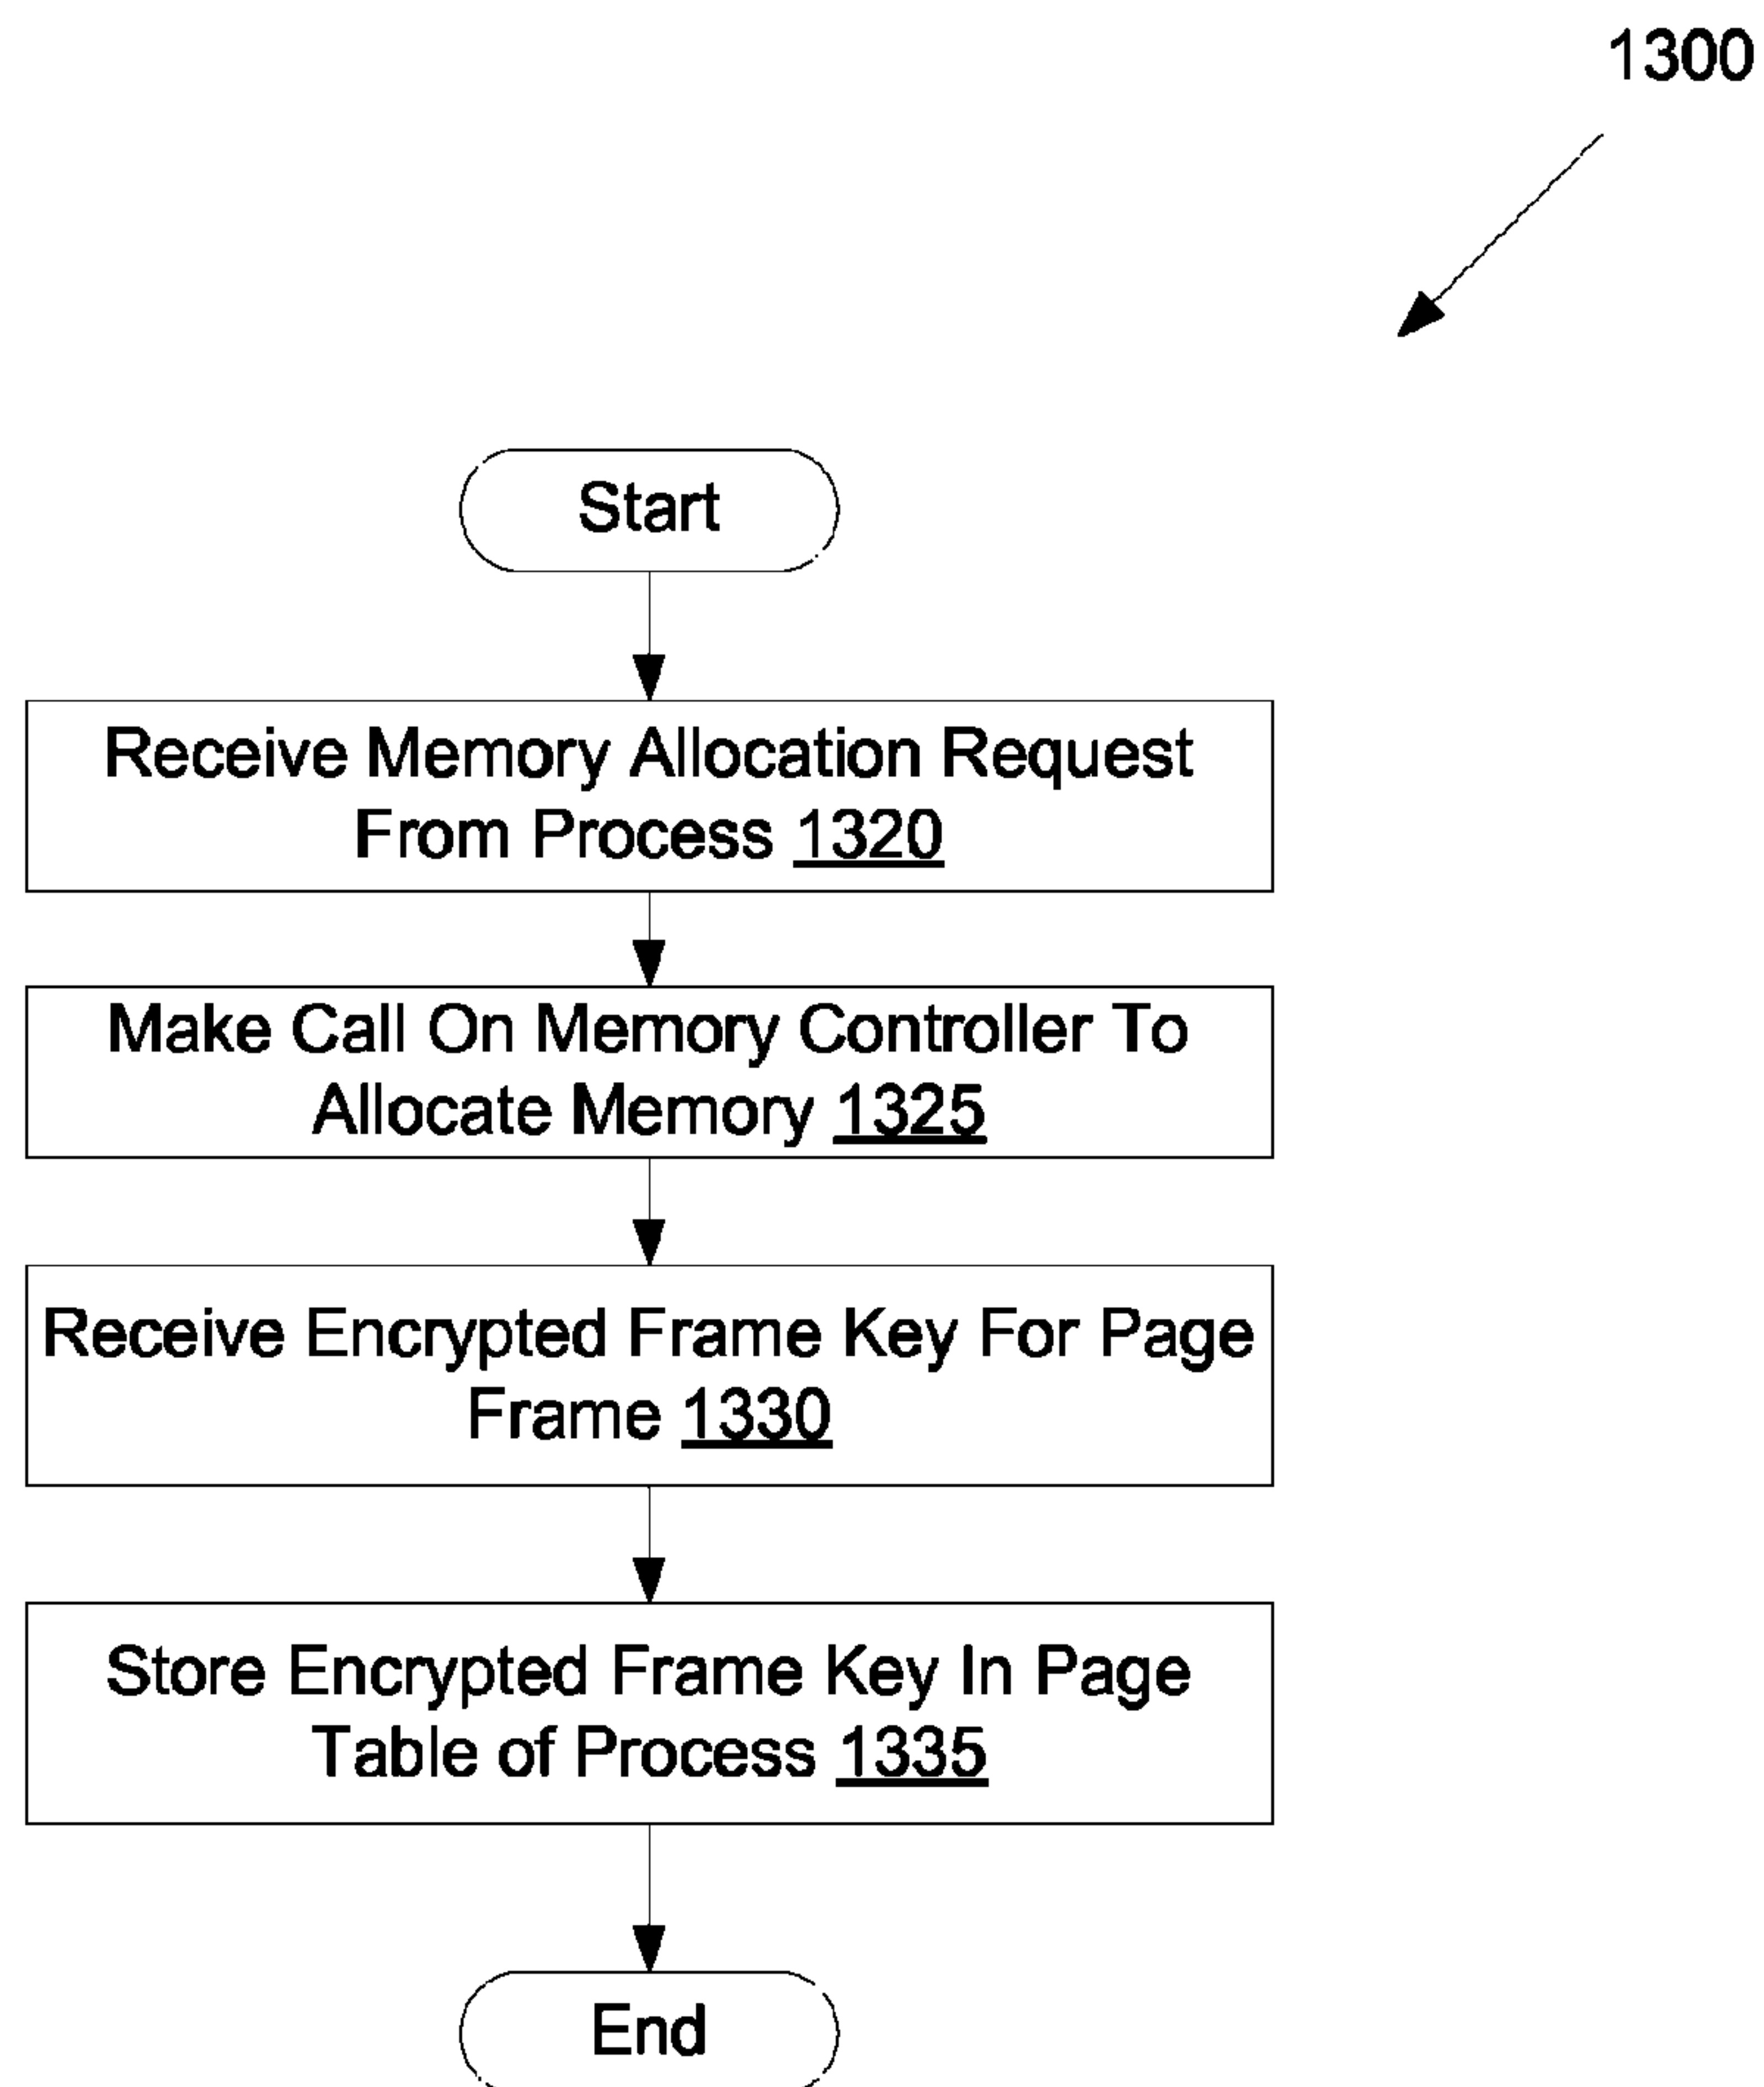 1300
Start
Receive Memory Allocation Request
From Process 1320
Make Call On Memory Controller To
Allocate Memory 1325
Receive Encrypted Frame Key For Page
Frame 1330
Store Encrypted Frame Key In Page
Table of Process 1335
End